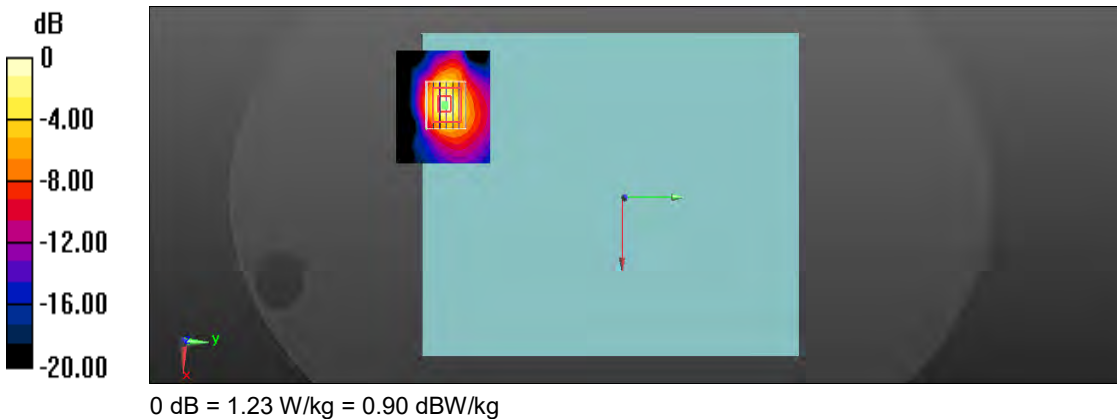 dB
0
-4.00
-8.00
-12.00
-16.00
-20.00
y
x
0 dB = 1.23 W/kg = 0.90 dBW/kg